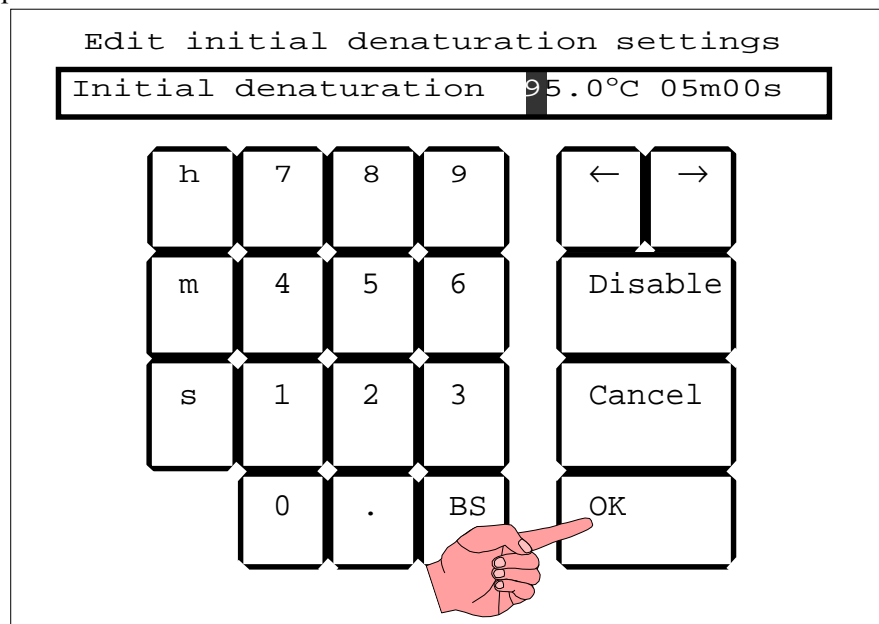 Edit initial denaturation settings
Initial denaturation 95.0°C 05m00s
h 7 8 9 ← →
m 4 5 6 Disable
s 1 2 3 Cancel
0 . BS OK